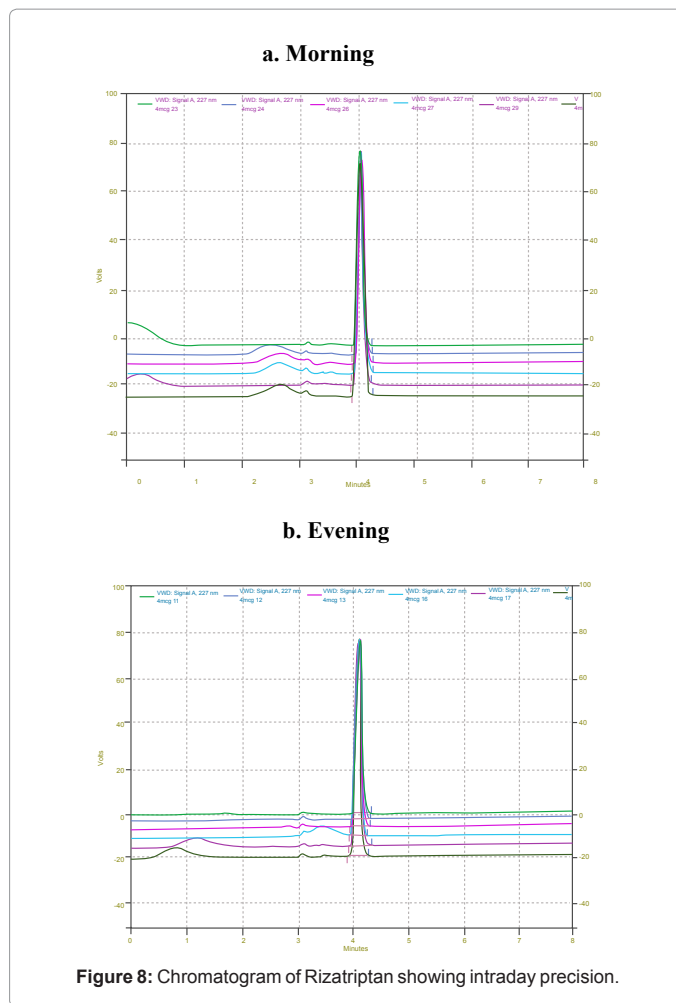 a. Morning
100 100
VWD: Signal A, 227 nm VWD: Signal A, 227 nm VWD: Signal A, 227 nm VWD: Signal A, 227 nm VWD: Signal A, 227 nm V
4mcg 23 4mcg 24 4mcg 26 4mcg 27 4mcg 29 4m
80 80
60 60
40 40
Volts
20 20
0 0
-20 -20
-40 -40
0 1 2 3 4 5 6 7 8
Minutes
b. Evening
100 100
VWD: Signal A, 227 nm VWD: Signal A, 227 nm VWD: Signal A, 227 nm VWD: Signal A, 227 nm VWD: Signal A, 227 nm V
4mcg 11 4mcg 12 4mcg 13 4mcg 16 4mcg 17 4m
80 80
60 60
40 40
Volts
20 20
0 0
-20 -20
-40 -40
0 1 2 3 4 5 6 7 8
Minutes
Figure 8: Chromatogram of Rizatriptan showing intraday precision.